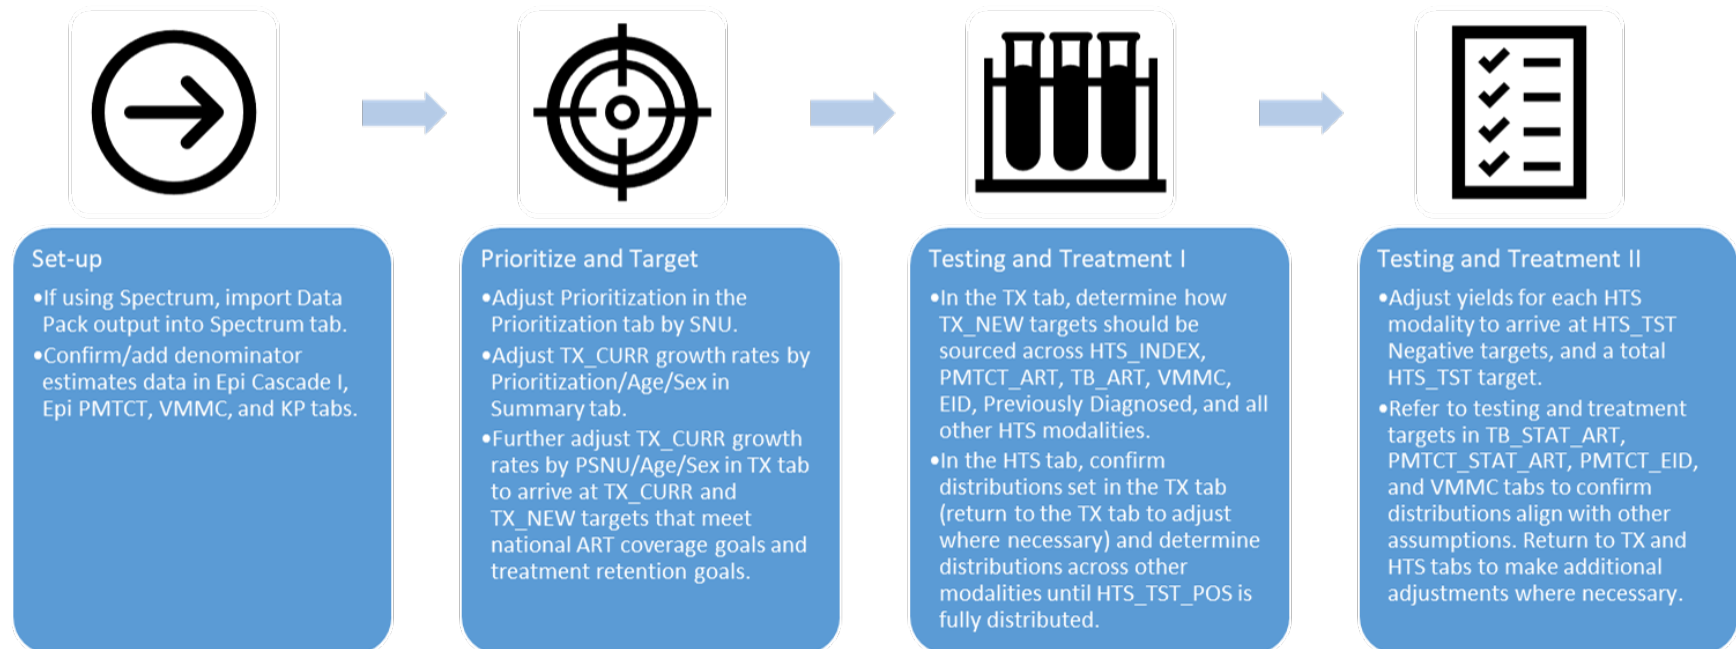 Set-up
•If using Spectrum, import Data
Pack output into Spectrum tab.
•Confirm/add denominator
estimates data in Epi Cascade I,
Epi PMTCT, VMMC, and KP tabs.
Prioritize and Target
•Adjust Prioritization in the
Prioritization tab by SNU.
•Adjust TX_CURR growth rates by
Prioritization/Age/Sex in
Summary tab.
•Further adjust TX_CURR growth
rates by PSNU/Age/Sex in TX tab
to arrive at TX_CURR and
TX_NEW targets that meet
national ART coverage goals and
treatment retention goals.
Testing and Treatment I
•In the TX tab, determine how
TX_NEW targets should be
sourced across HTS_INDEX,
PMTCT_ART, TB_ART, VMMC,
EID, Previously Diagnosed, and all
other HTS modalities.
•In the HTS tab, confirm
distributions set in the TX tab
(return to the TX tab to adjust
where necessary) and determine
distributions across other
modalities until HTS_TST_POS is
fully distributed.
Testing and Treatment II
•Adjust yields for each HTS
modality to arrive at HTS_TST
Negative targets, and a total
HTS_TST target.
•Refer to testing and treatment
targets in TB_STAT_ART,
PMTCT_STAT_ART, PMTCT_EID,
and VMMC tabs to confirm
distributions align with other
assumptions. Return to TX and
HTS tabs to make additional
adjustments where necessary.